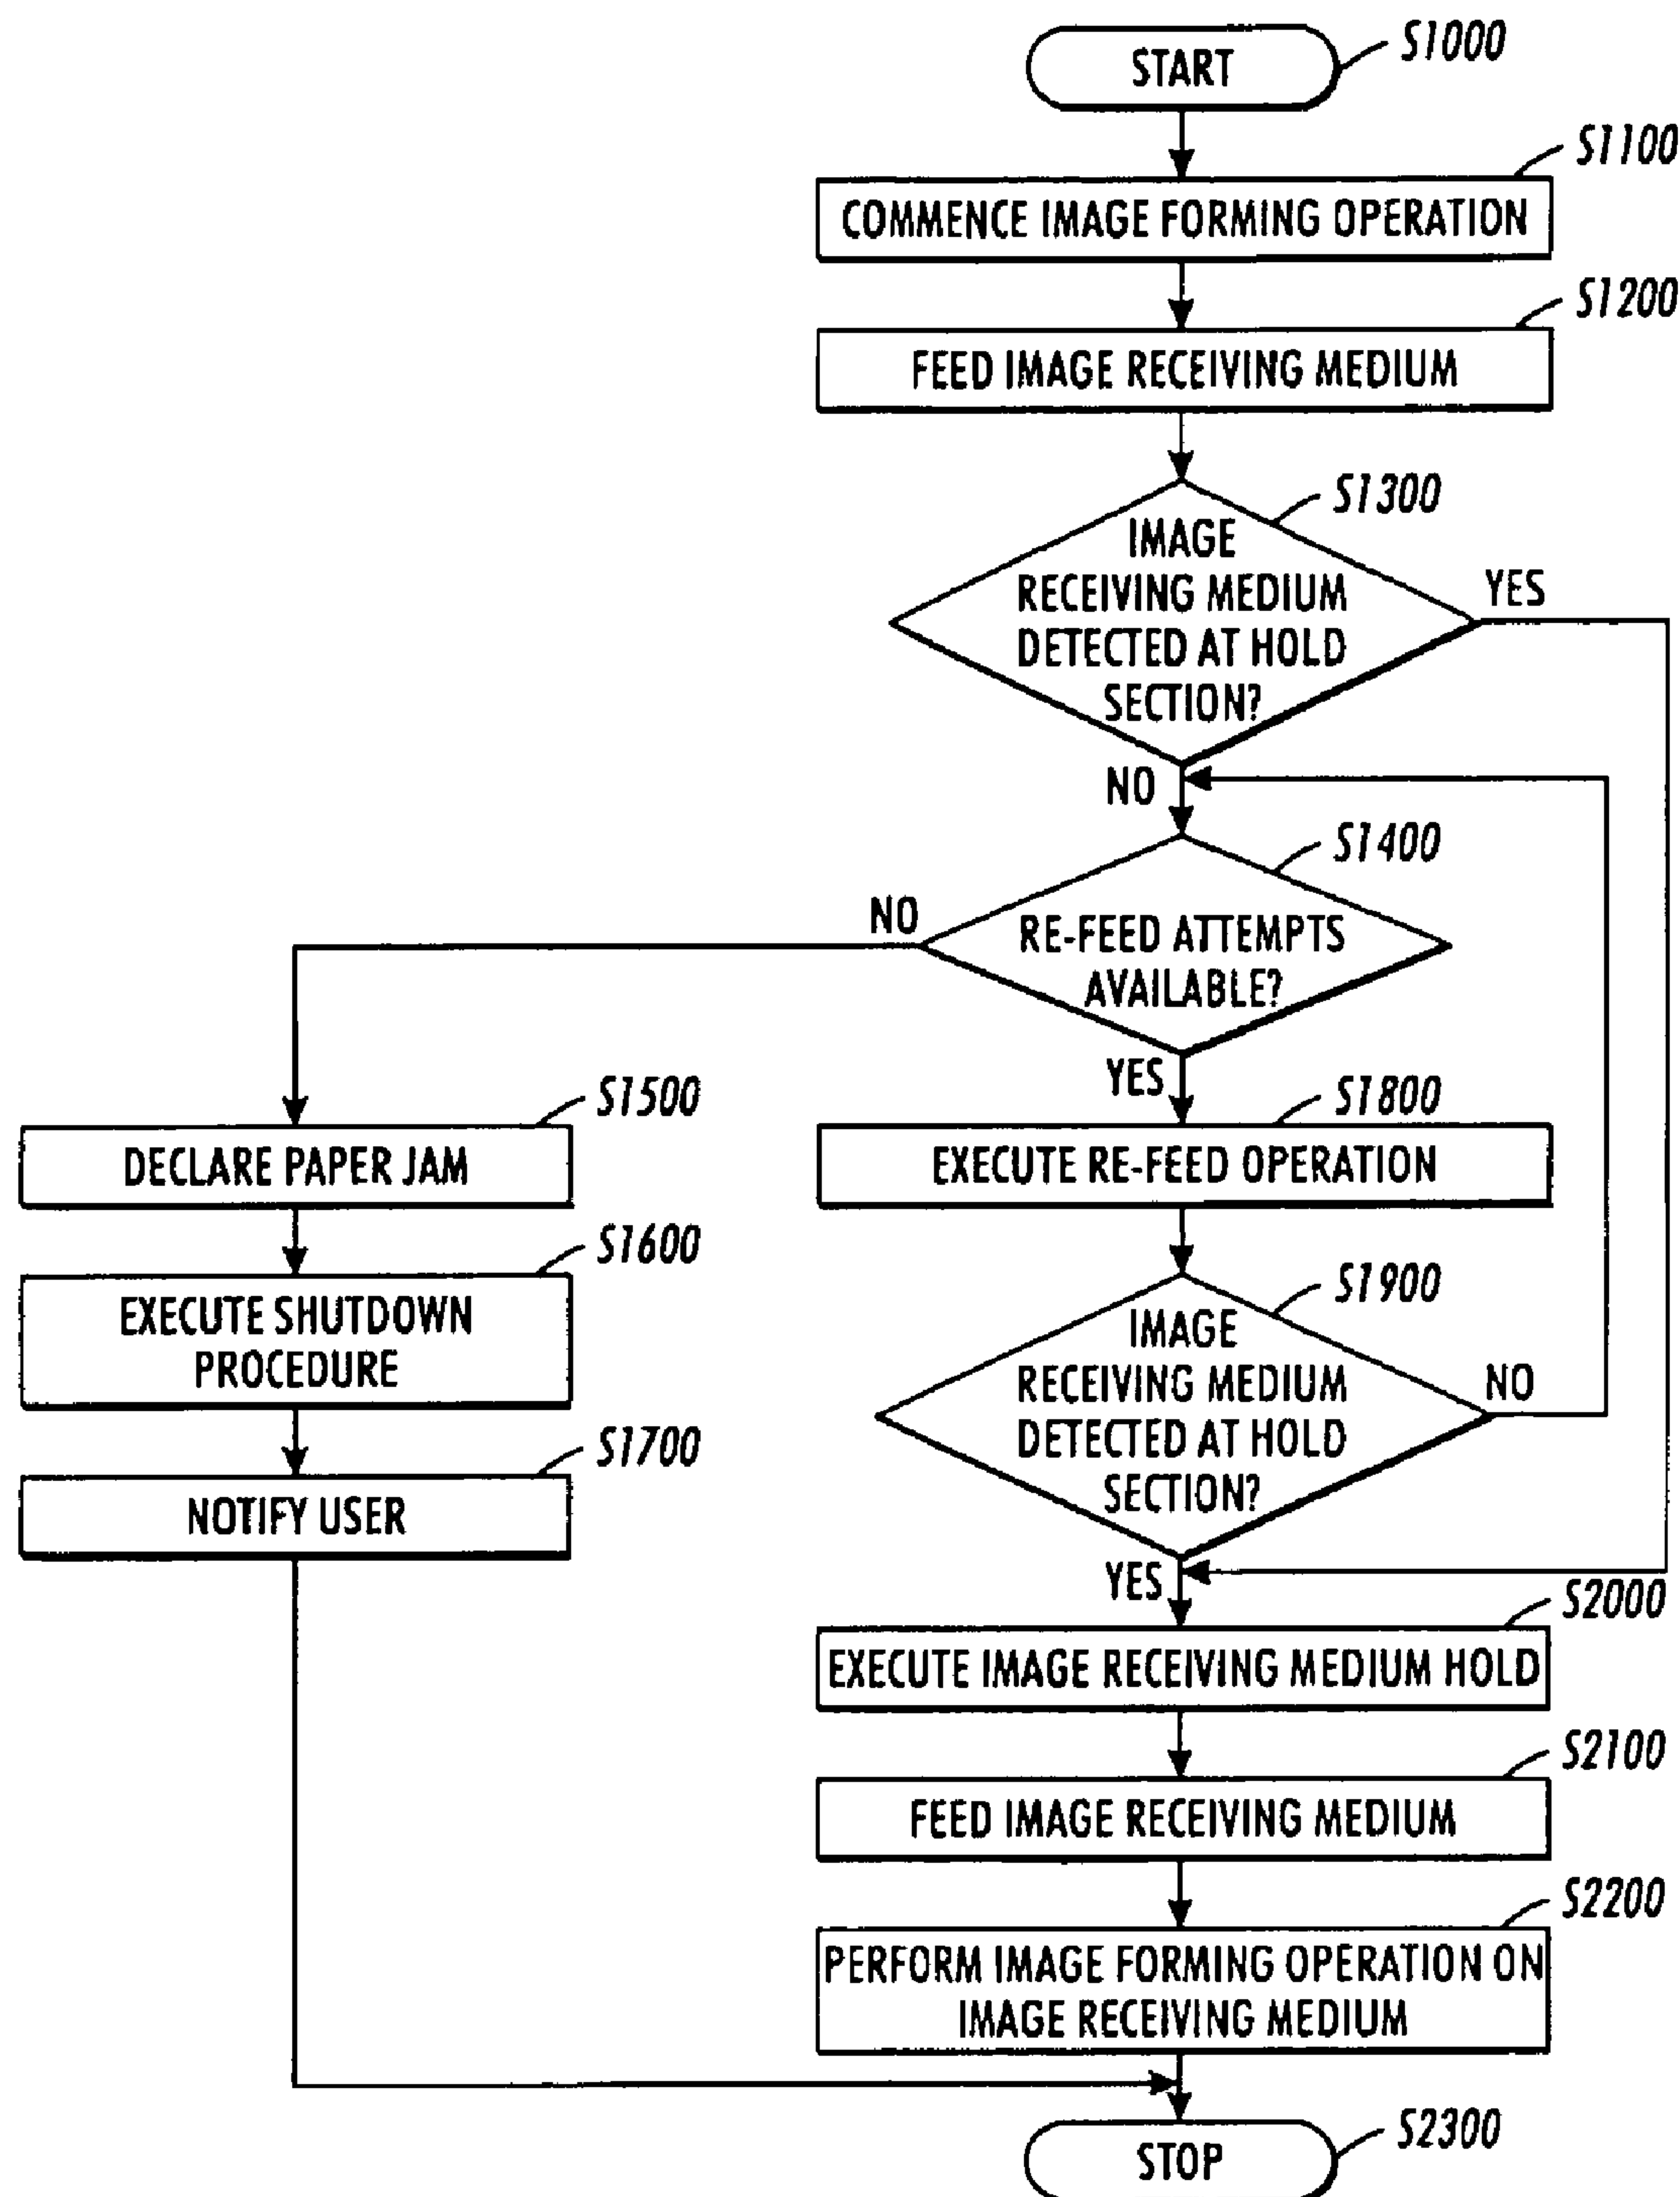 START
S1000
S1100
COMMENCE IMAGE FORMING OPERATION
S1200
FEED IMAGE RECEIVING MEDIUM
S1300
IMAGE
RECEIVING MEDIUM
DETECTED AT HOLD
SECTION?
YES
NO
S1400
RE-FEED ATTEMPTS
AVAILABLE?
NO
YES
S1500
DECLARE PAPER JAM
S1600
EXECUTE SHUTDOWN
PROCEDURE
S1700
NOTIFY USER
S1800
EXECUTE RE-FEED OPERATION
S1900
IMAGE
RECEIVING MEDIUM
DETECTED AT HOLD
SECTION?
NO
YES
S2000
EXECUTE IMAGE RECEIVING MEDIUM HOLD
S2100
FEED IMAGE RECEIVING MEDIUM
S2200
PERFORM IMAGE FORMING OPERATION ON
IMAGE RECEIVING MEDIUM
S2300
STOP